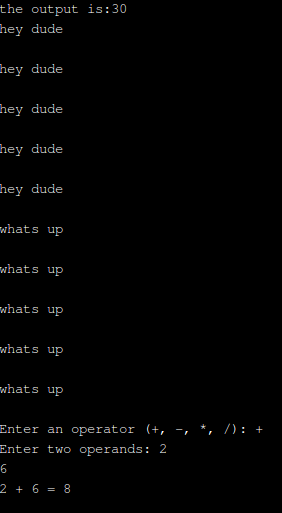 the output is:30
hey dude
hey dude
hey dude
hey dude
hey dude
whats up
whats up
whats up
whats up
whats up
Enter an operator (+, -, *, /): +
Enter two operands: 2
6
2 + 6 = 8